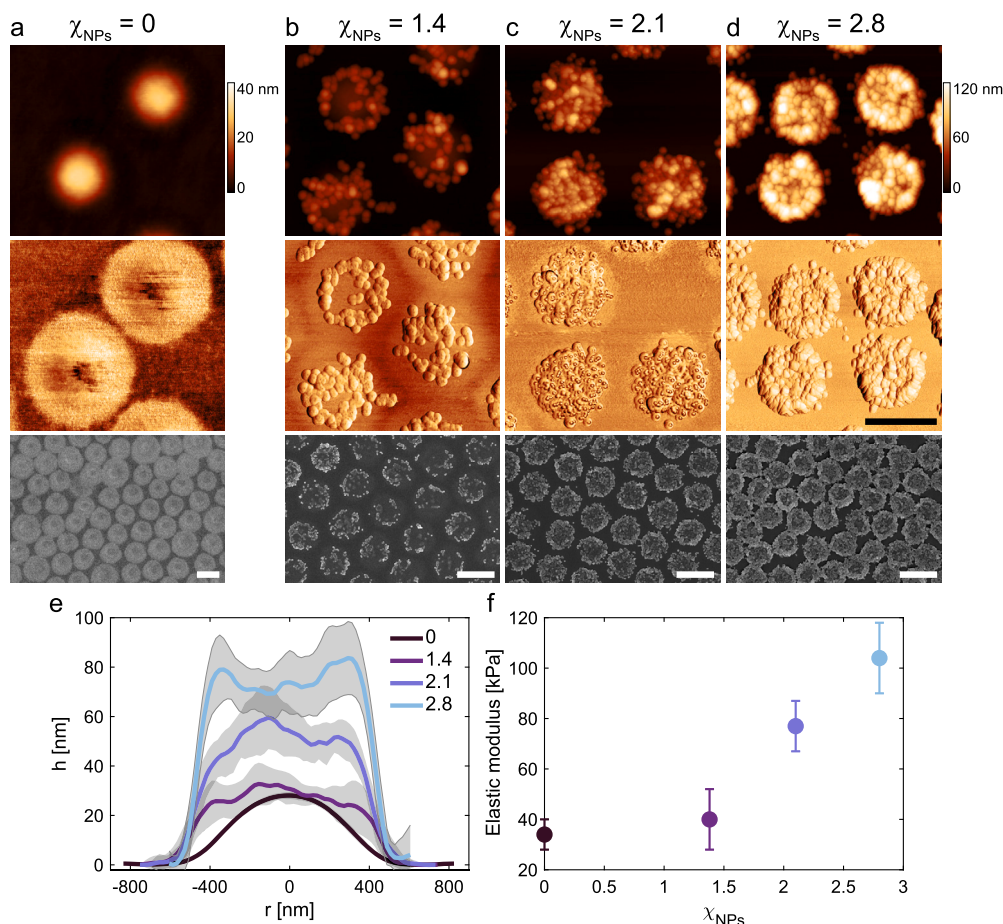 a χNPs = 0
b χNPs = 1.4
c χNPs = 2.1
d χNPs = 2.8
40 nm
20
0
120 nm
60
0
e
100
80
60
40
20
0
h [nm]
0
1.4
2.1
2.8
-800 -400 0 400 800
r [nm]
f
120
100
80
60
40
20
Elastic modulus [kPa]
0 0.5 1 1.5 2 2.5 3
χNPs